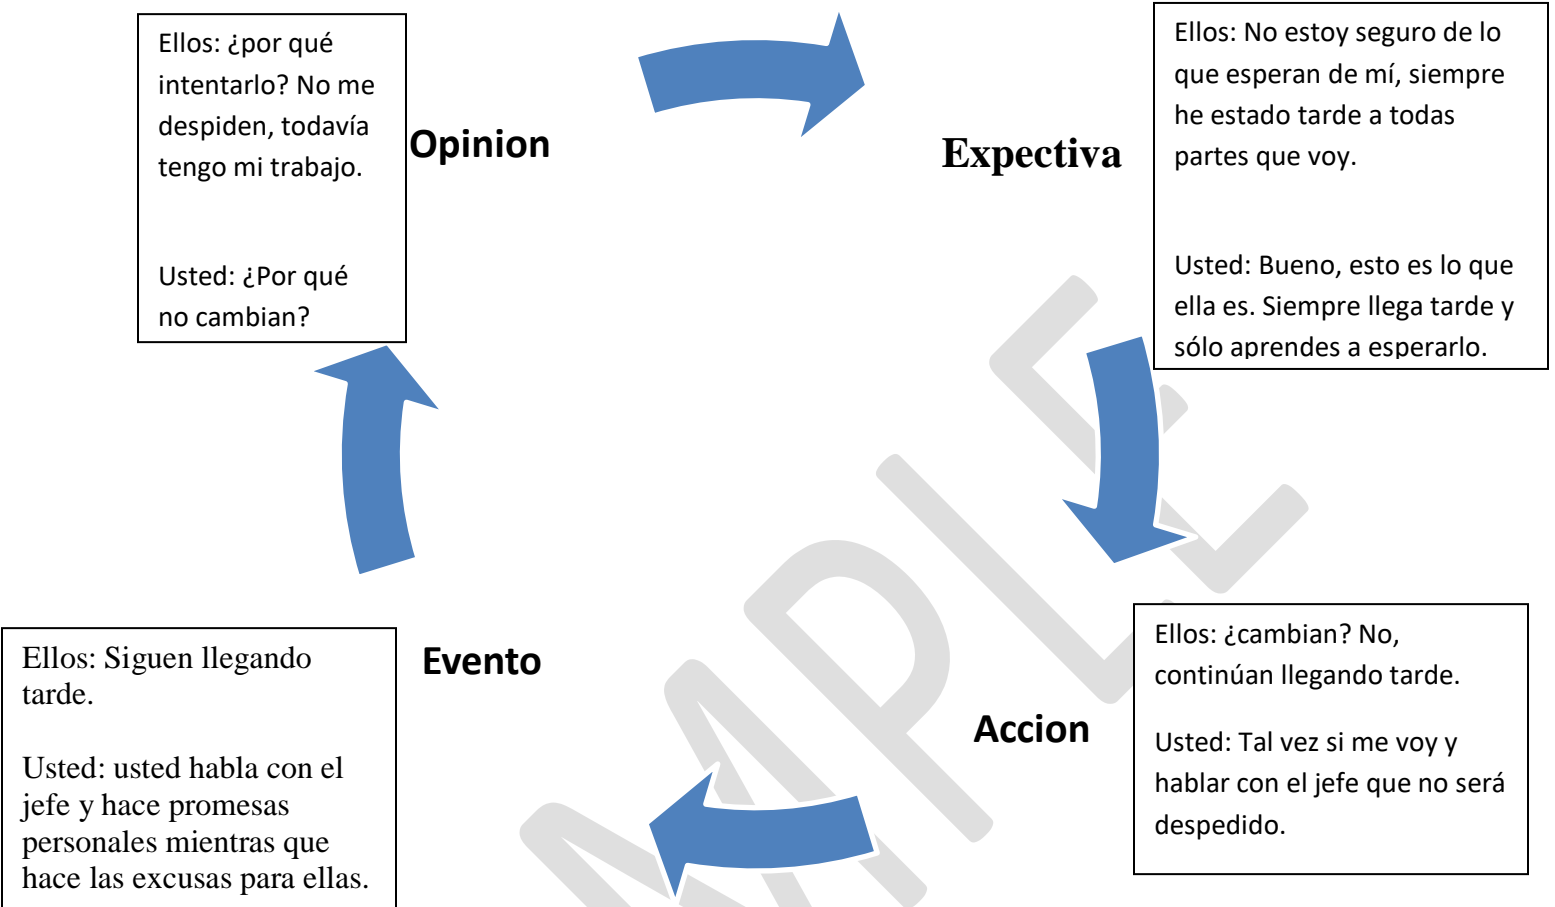 Ellos: ¿por qué
intentarlo? No me
despiden, todavía
tengo mi trabajo.
Usted: ¿Por qué
no cambian?
Opinion
Expectiva
Ellos: No estoy seguro de lo
que esperan de mí, siempre
he estado tarde a todas
partes que voy.
Usted: Bueno, esto es lo que
ella es. Siempre llega tarde y
sólo aprendes a esperarlo.
Accion
Ellos: ¿cambian? No,
continúan llegando tarde.
Usted: Tal vez si me voy y
hablar con el jefe que no será
despedido.
Evento
Ellos: Siguen llegando
tarde.
Usted: usted habla con el
jefe y hace promesas
personales mientras que
hace las excusas para ellas.
MPLE